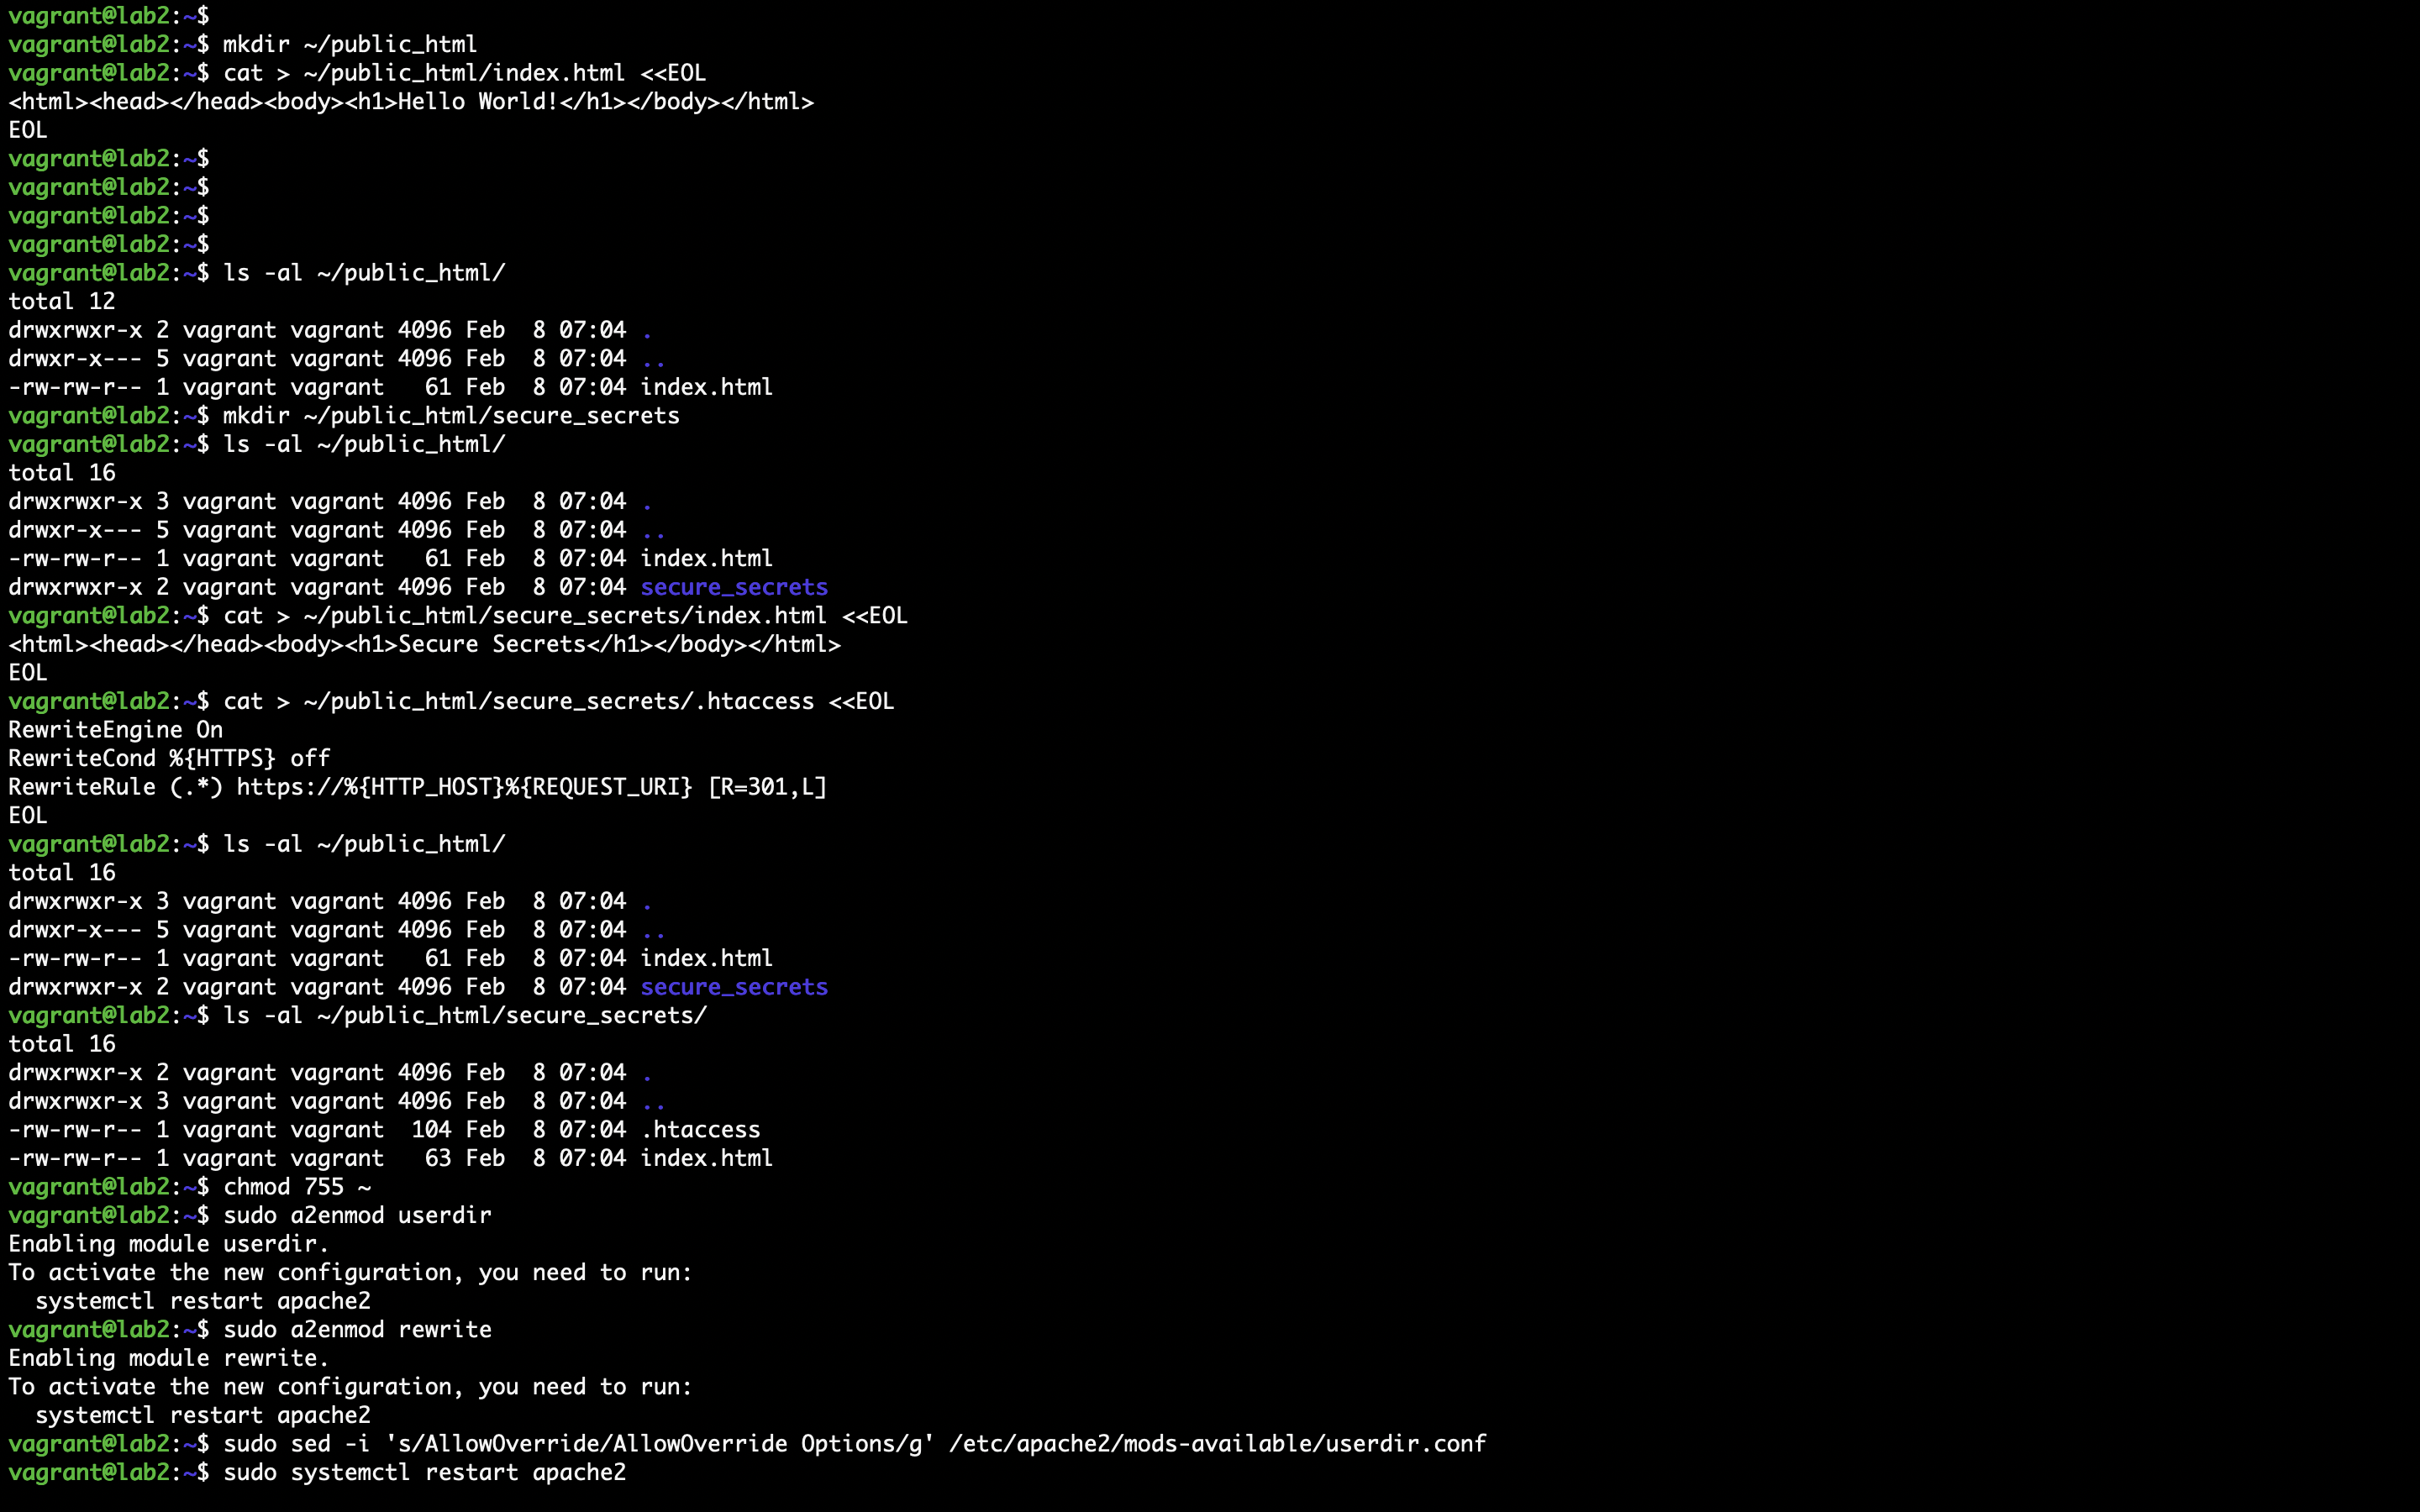 vagrant@lab2:~$
vagrant@lab2:~$ mkdir ~/public_html
vagrant@lab2:~$ cat > ~/public_html/index.html <<EOL
<html><head></head><body><h1>Hello World!</h1></body></html>
EOL
vagrant@lab2:~$
vagrant@lab2:~$
vagrant@lab2:~$
vagrant@lab2:~$
vagrant@lab2:~$ ls -al ~/public_html/
total 12
drwxrwxr-x 2 vagrant vagrant 4096 Feb  8 07:04 .
drwxr-x--- 5 vagrant vagrant 4096 Feb  8 07:04 ..
-rw-rw-r-- 1 vagrant vagrant   61 Feb  8 07:04 index.html
vagrant@lab2:~$ mkdir ~/public_html/secure_secrets
vagrant@lab2:~$ ls -al ~/public_html/
total 16
drwxrwxr-x 3 vagrant vagrant 4096 Feb  8 07:04 .
drwxr-x--- 5 vagrant vagrant 4096 Feb  8 07:04 ..
-rw-rw-r-- 1 vagrant vagrant   61 Feb  8 07:04 index.html
drwxrwxr-x 2 vagrant vagrant 4096 Feb  8 07:04 secure_secrets
vagrant@lab2:~$ cat > ~/public_html/secure_secrets/index.html <<EOL
<html><head></head><body><h1>Secure Secrets</h1></body></html>
EOL
vagrant@lab2:~$ cat > ~/public_html/secure_secrets/.htaccess <<EOL
RewriteEngine On
RewriteCond %{HTTPS} off
RewriteRule (.*) https://%{HTTP_HOST}%{REQUEST_URI} [R=301,L]
EOL
vagrant@lab2:~$ ls -al ~/public_html/
total 16
drwxrwxr-x 3 vagrant vagrant 4096 Feb  8 07:04 .
drwxr-x--- 5 vagrant vagrant 4096 Feb  8 07:04 ..
-rw-rw-r-- 1 vagrant vagrant   61 Feb  8 07:04 index.html
drwxrwxr-x 2 vagrant vagrant 4096 Feb  8 07:04 secure_secrets
vagrant@lab2:~$ ls -al ~/public_html/secure_secrets/
total 16
drwxrwxr-x 2 vagrant vagrant 4096 Feb  8 07:04 .
drwxrwxr-x 3 vagrant vagrant 4096 Feb  8 07:04 ..
-rw-rw-r-- 1 vagrant vagrant  104 Feb  8 07:04 .htaccess
-rw-rw-r-- 1 vagrant vagrant   63 Feb  8 07:04 index.html
vagrant@lab2:~$ chmod 755 ~
vagrant@lab2:~$ sudo a2enmod userdir
Enabling module userdir.
To activate the new configuration, you need to run:
  systemctl restart apache2
vagrant@lab2:~$ sudo a2enmod rewrite
Enabling module rewrite.
To activate the new configuration, you need to run:
  systemctl restart apache2
vagrant@lab2:~$ sudo sed -i 's/AllowOverride/AllowOverride Options/g' /etc/apache2/mods-available/userdir.conf
vagrant@lab2:~$ sudo systemctl restart apache2